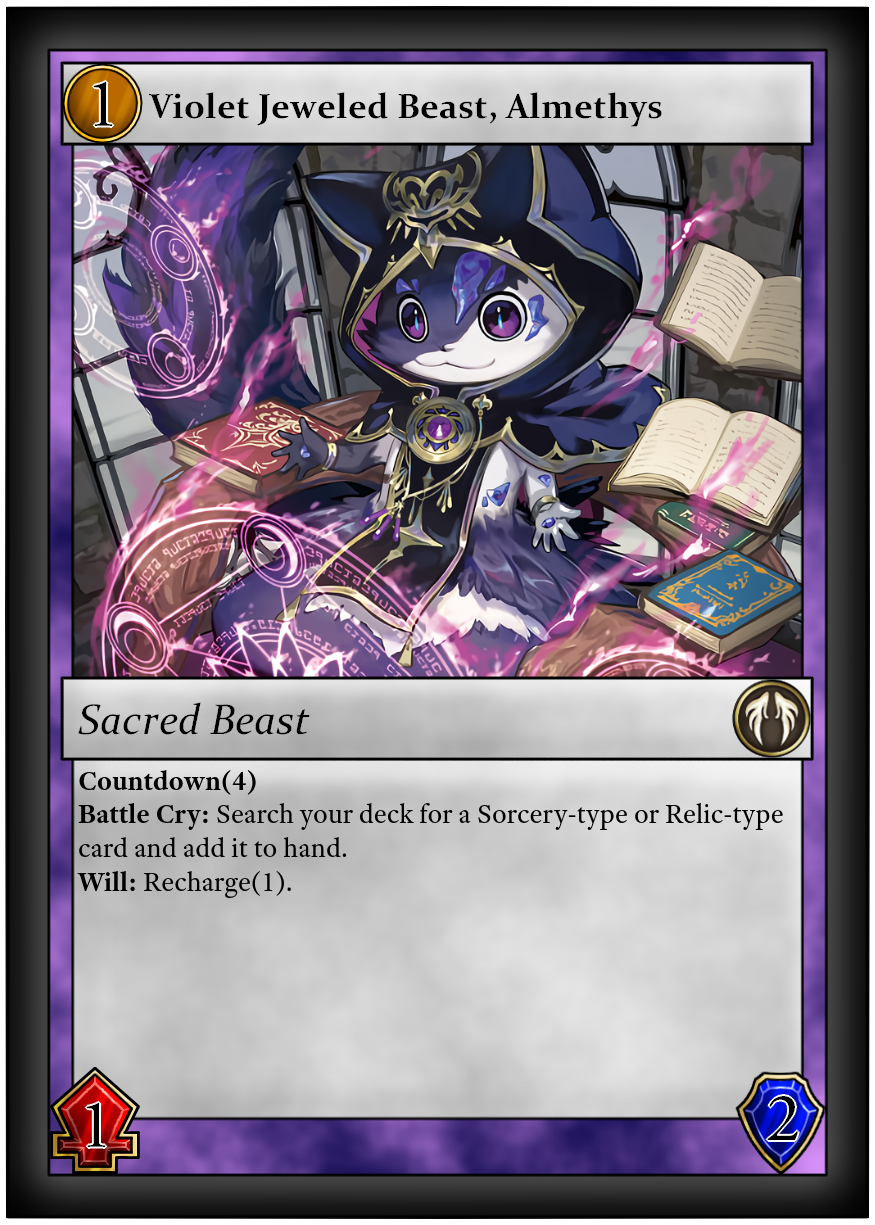 1
Violet Jeweled Beast, Almethys
Sacred Beast
Countdown(4)
Battle Cry: Search your deck for a Sorcery-type or Relic-type
card and add it to hand.
Will: Recharge(1).
1
2